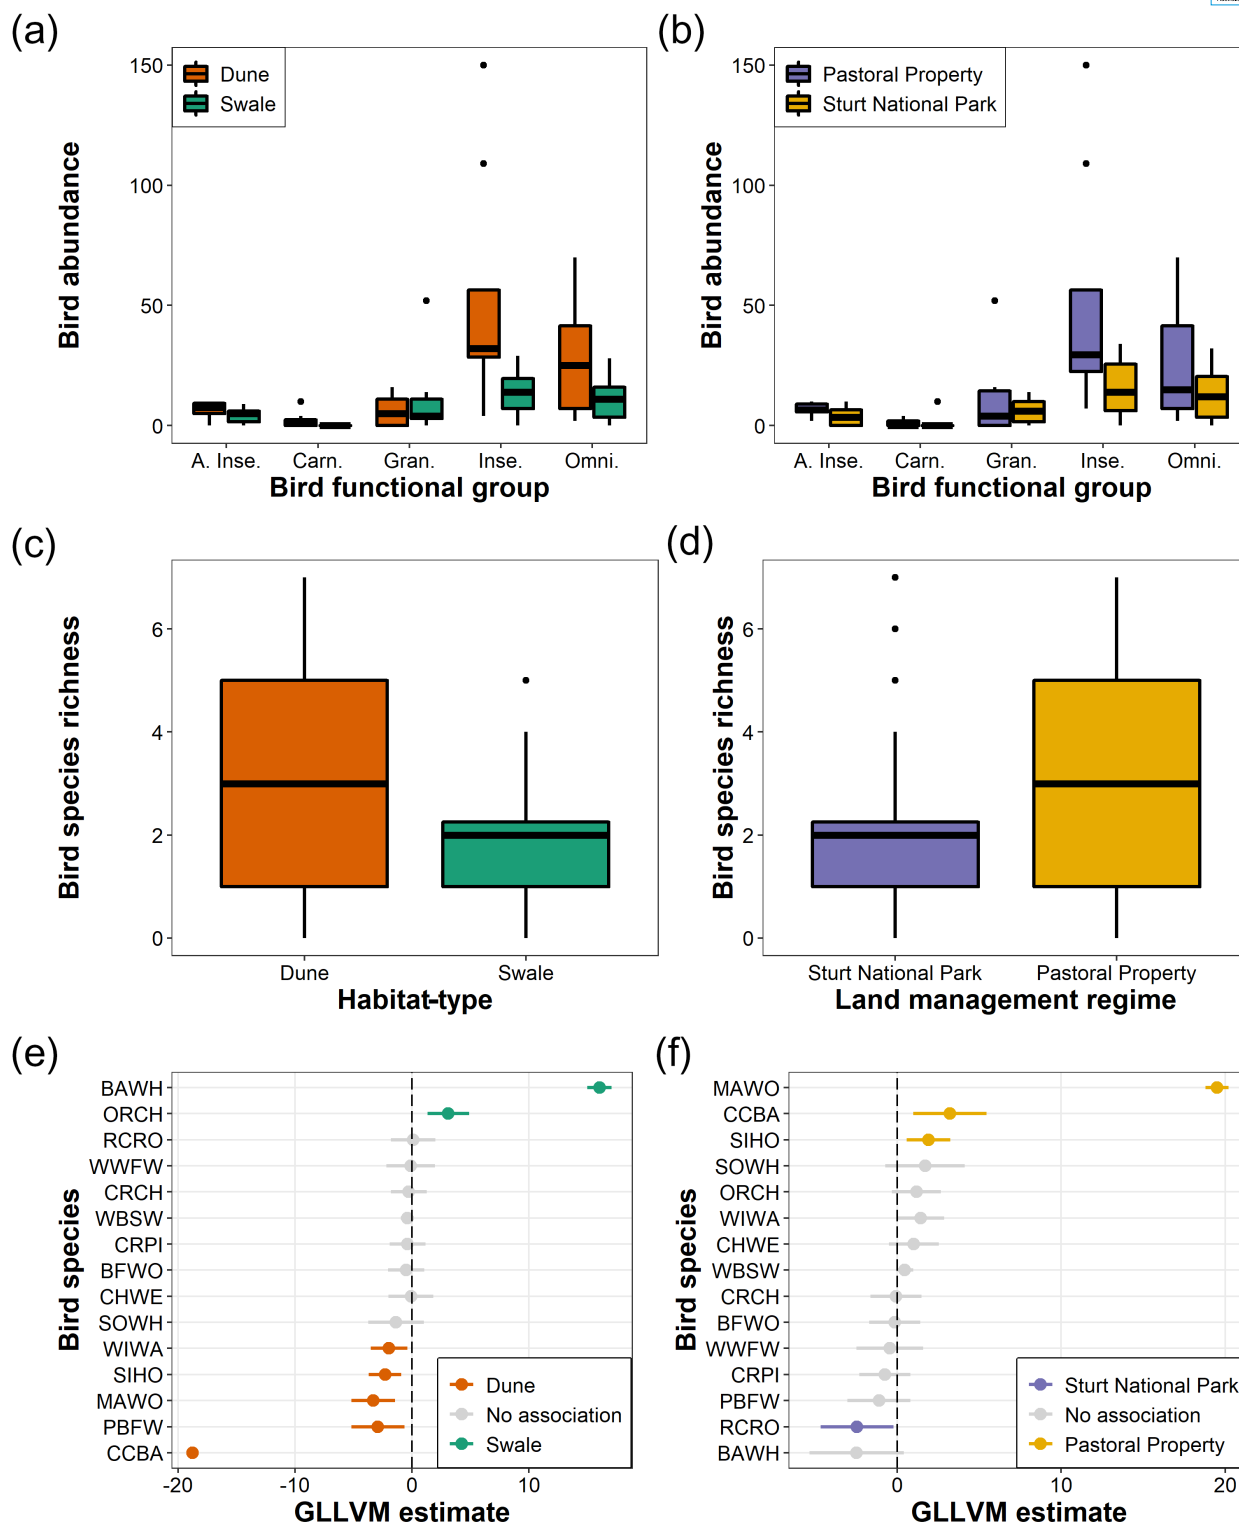 (a)
(b)
150
100
50
0
Bird abundance
Dune
Swale
A. Inse.
Carn.
Gran.
Inse.
Omni.
Bird functional group
150
100
50
0
Bird abundance
Pastoral Property
Sturt National Park
A. Inse.
Carn.
Gran.
Inse.
Omni.
Bird functional group
(c)
(d)
6
4
2
0
Bird species richness
Dune
Swale
Habitat-type
6
4
2
0
Bird species richness
Sturt National Park
Pastoral Property
Land management regime
(e)
(f)
Bird species
BAWH
ORCH
RCRO
WWFW
CRCH
WBSW
CRPI
BFWO
CHWE
SOWH
WIWA
SIHO
MAWO
PBFW
CCBA
Dune
No association
Swale
-20
-10
0
10
GLLVM estimate
Bird species
MAWO
CCBA
SIHO
SOWH
ORCH
WIWA
CHWE
WBSW
CRCH
BFWO
WWFW
CRPI
PBFW
RCRO
BAWH
Sturt National Park
No association
Pastoral Property
0
10
20
GLLVM estimate